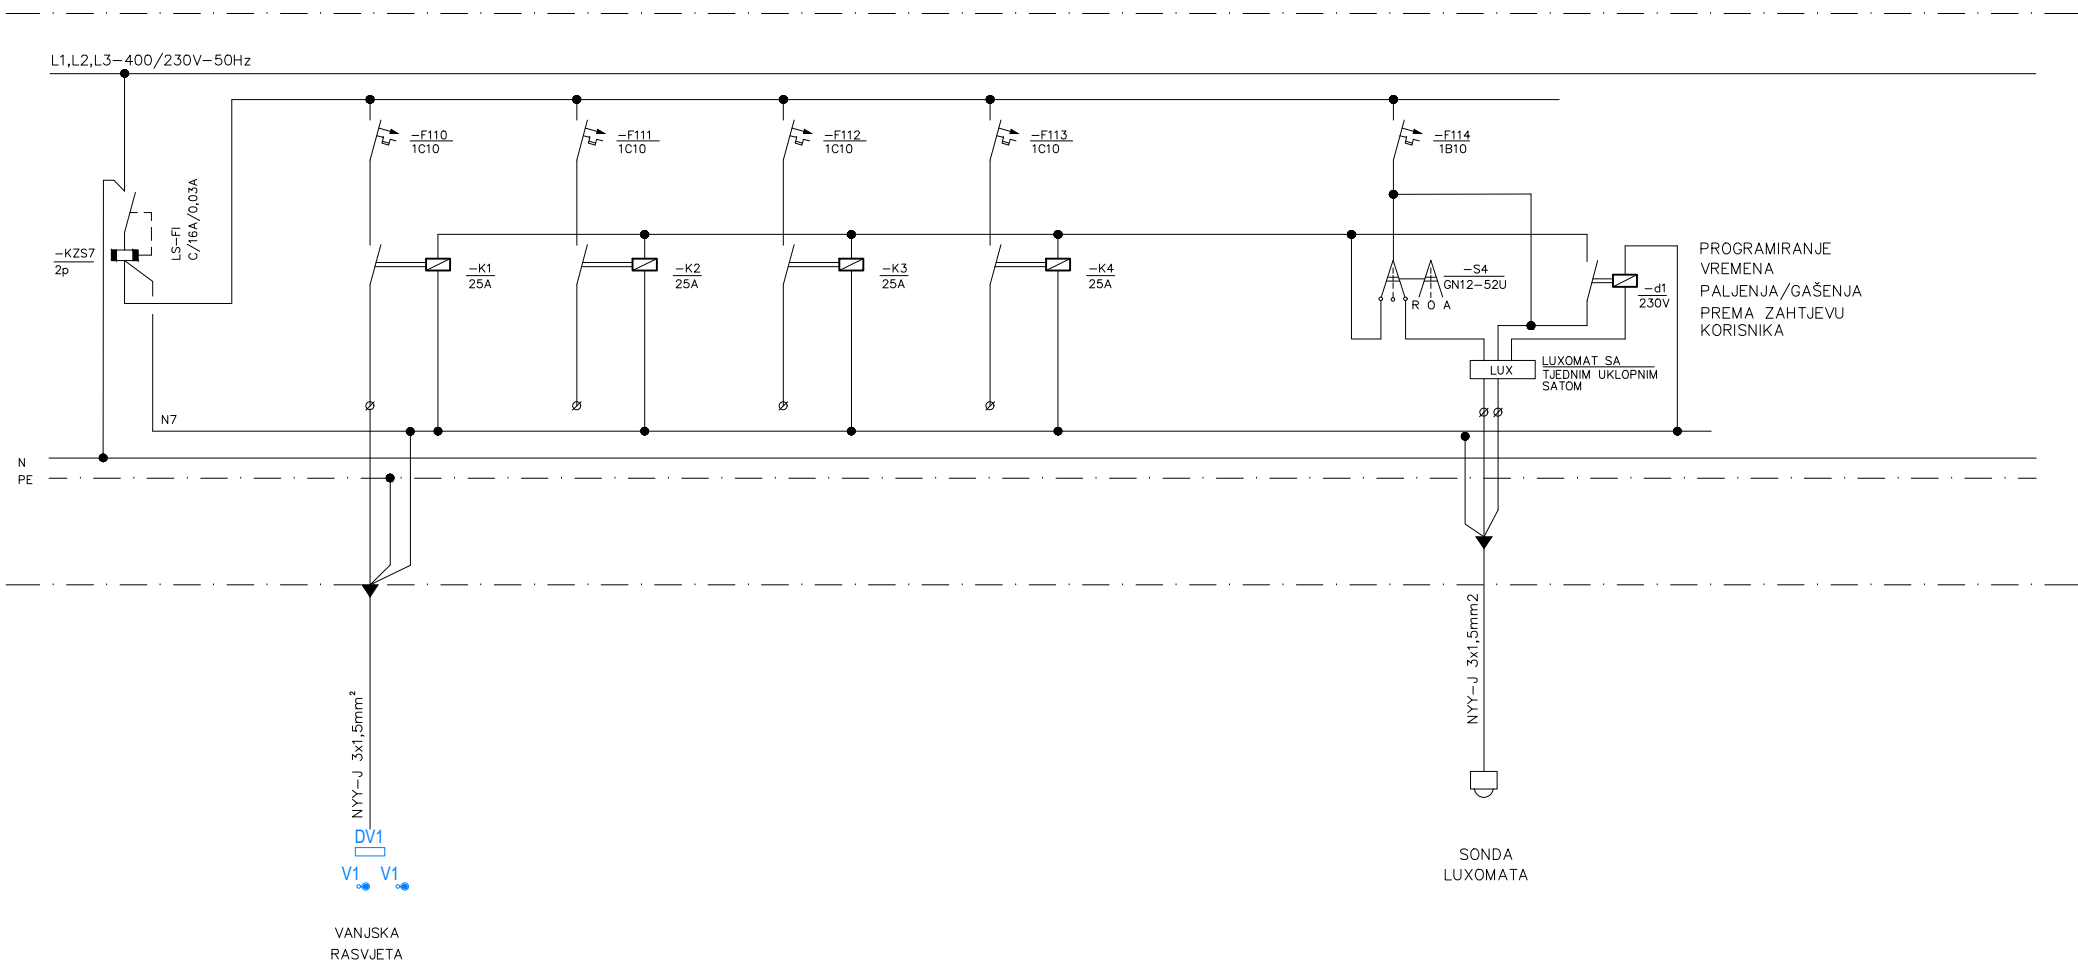 L1,L2,L3-400/230V-50Hz
-F110
1C10
-F111
1C10
-F112
1C10
-F113
1C10
-F114
1B10
LS-FI
C/16A/0,03A
-KZS7
2p
-K1
25A
-K2
25A
-K3
25A
-K4
25A
-S4
GN12-52U
R O A
-d1
230V
PROGRAMIRANJE
VREMENA
PALJENJA/GAŠENJA
PREMA ZAHTJEVU
KORISNIKA
LUX
LUXOMAT SA
TJEDNIM UKLOPNIM
SATOM
N7
N
PE
NYY-J 3x1,5mm²
NYY-J 3x1,5mm2
DV1
V1 V1
SONDA
LUXOMATA
VANJSKA
RASVJETA